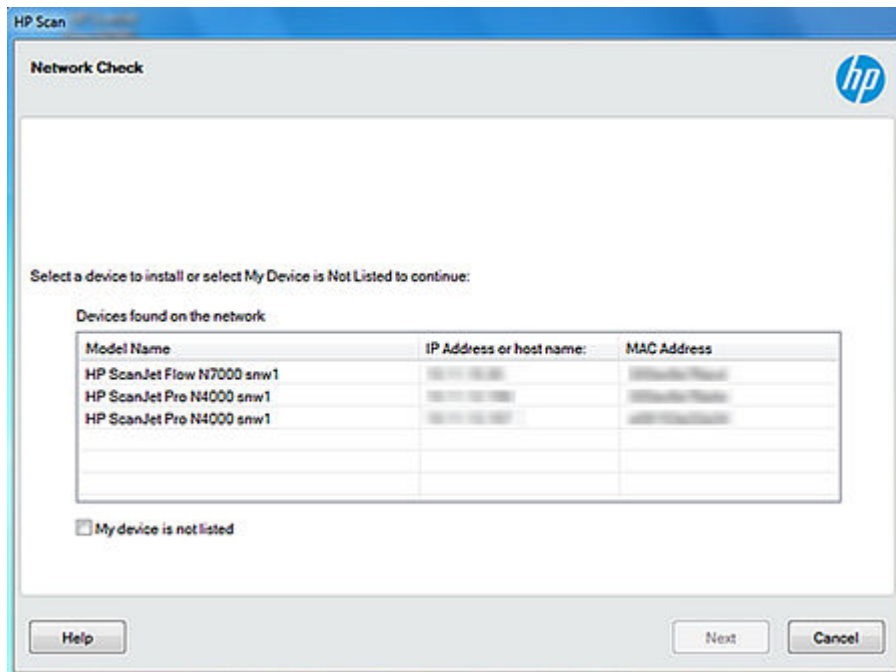 HP Scan
Network Check
hp
Select a device to install or select My Device is Not Listed to continue:
Devices found on the network
Model Name IP Address or host name: MAC Address
HP ScanJet Flow N7000 snw1
HP ScanJet Pro N4000 snw1
HP ScanJet Pro N4000 snw1
My device is not listed
Help Next Cancel